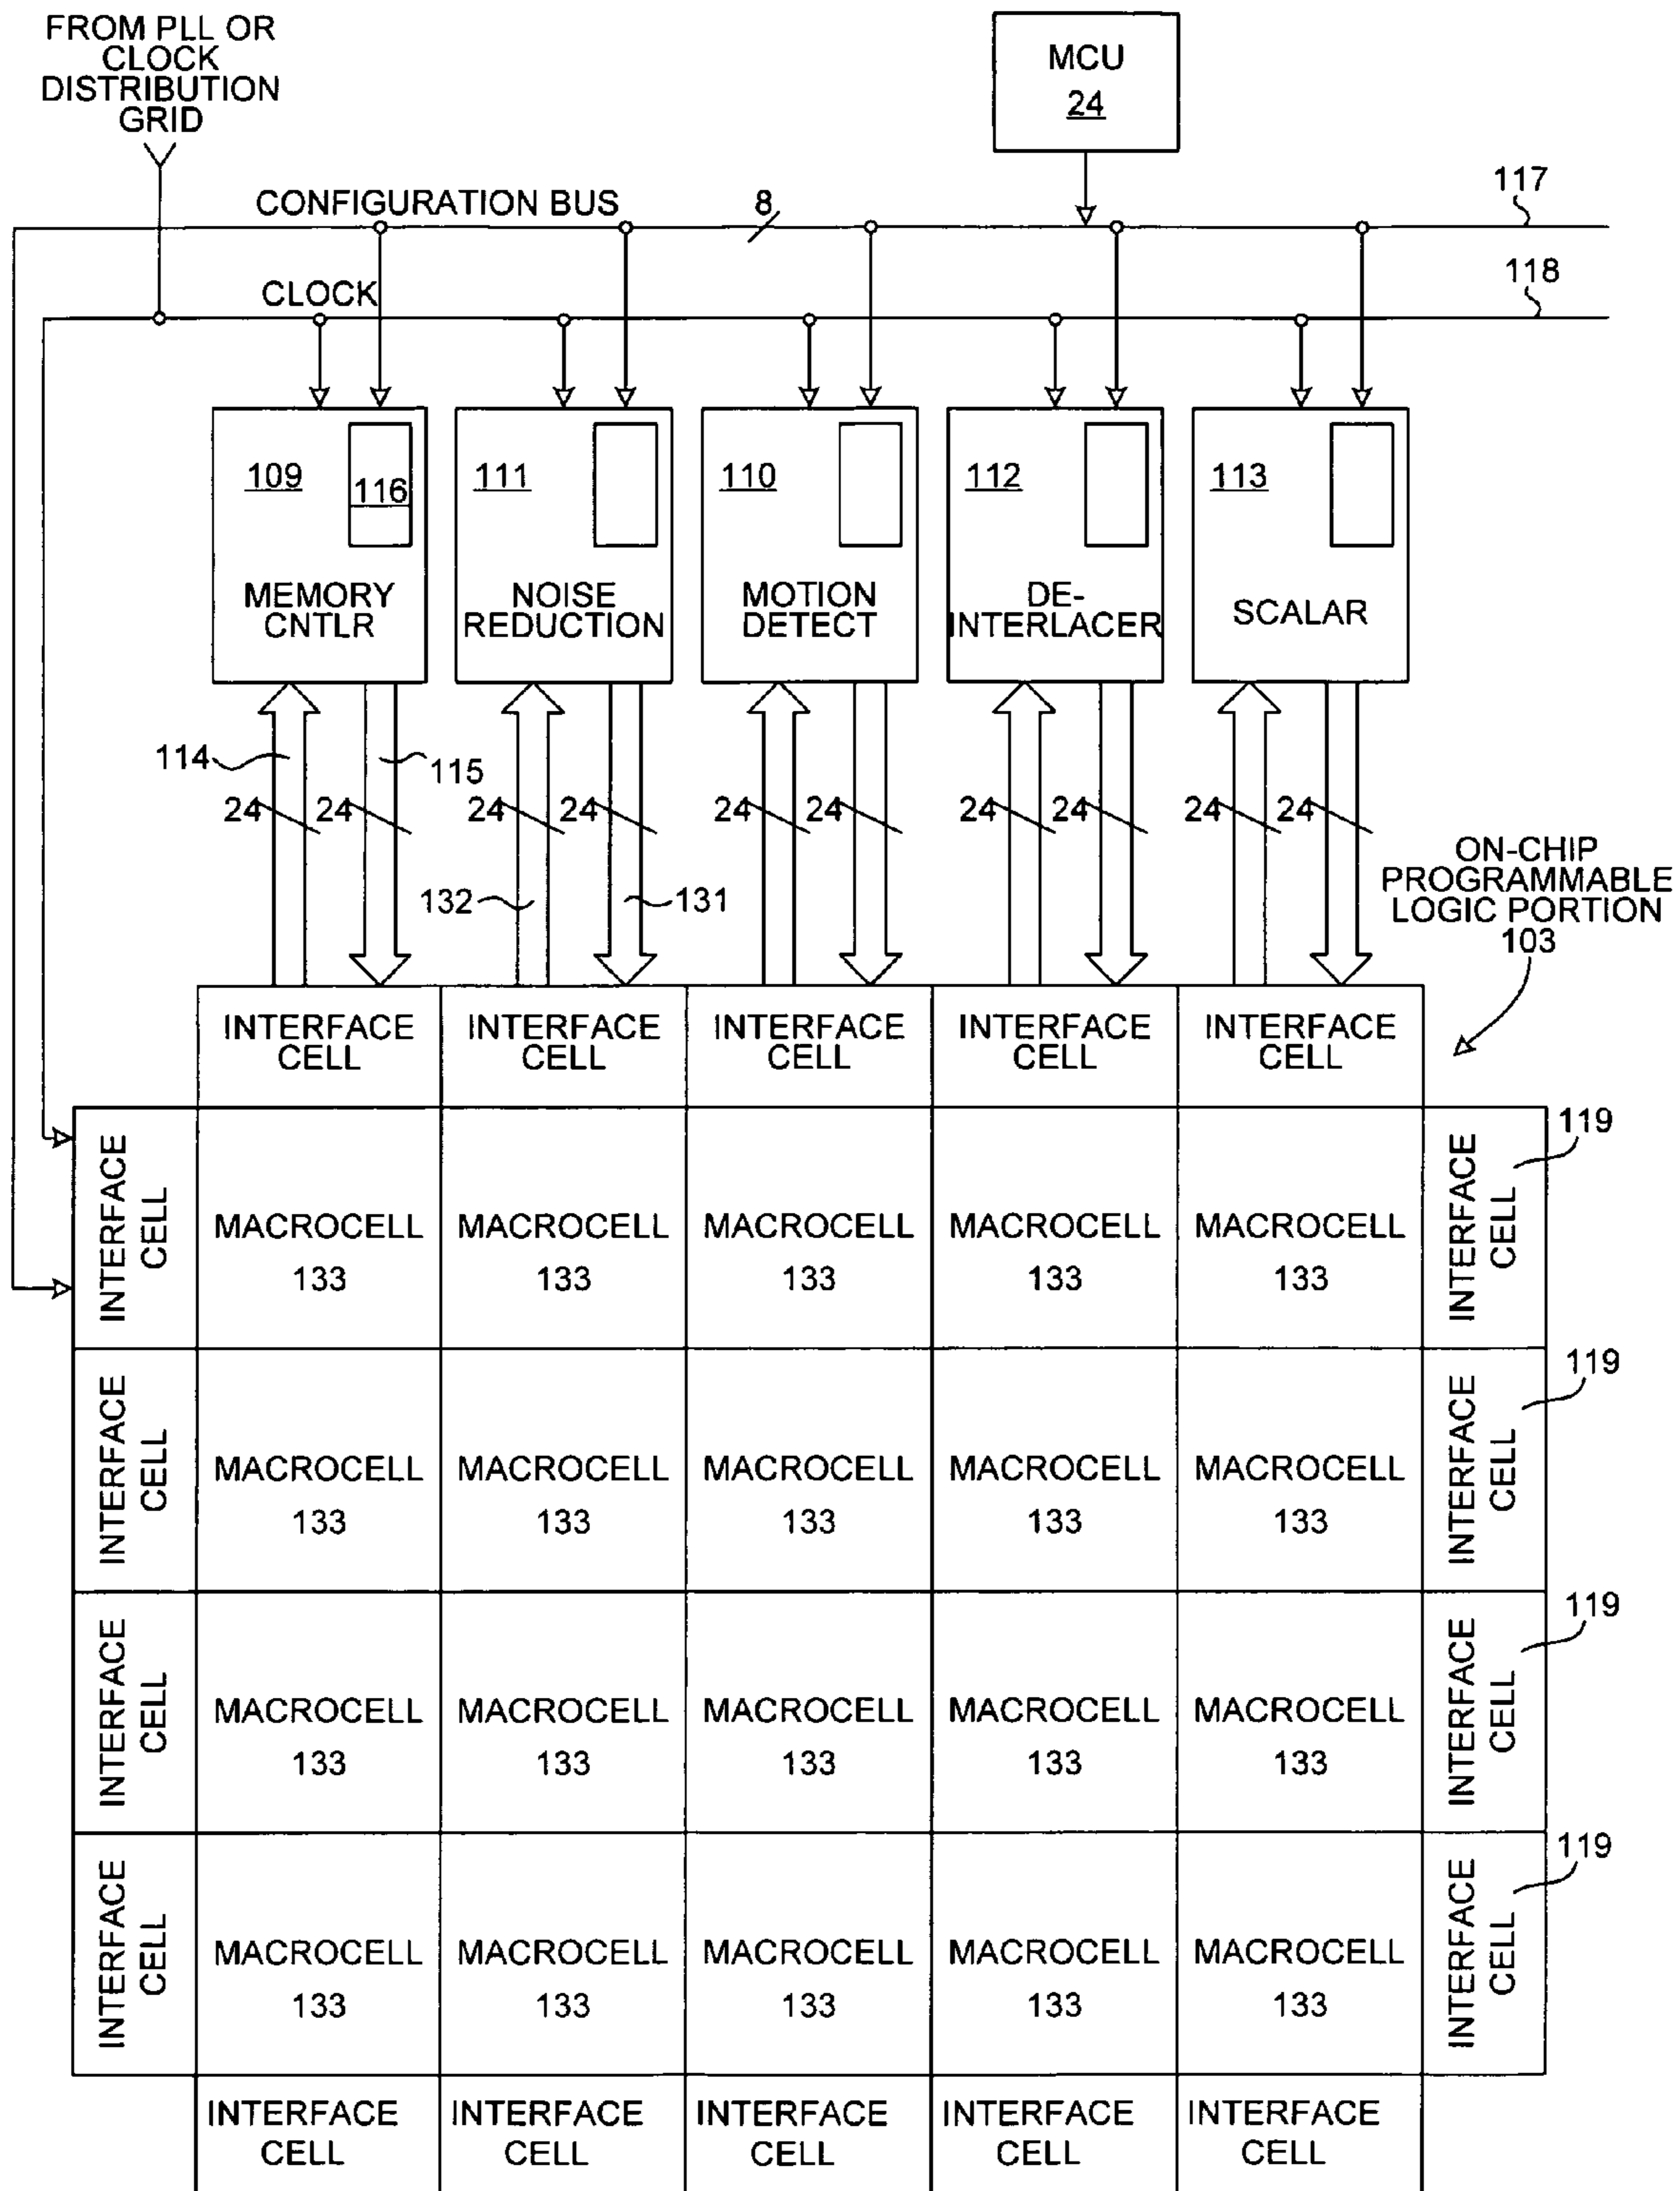 FROM PLL OR
CLOCK
DISTRIBUTION
GRID
MCU
24
CONFIGURATION BUS
8
117
CLOCK
118
109
116
MEMORY
CNTLR
111
NOISE
REDUCTION
110
MOTION
DETECT
112
DE-
INTERLACER
113
SCALAR
114
115
24
24
24
24
24
24
24
24
24
24
132
131
ON-CHIP
PROGRAMMABLE
LOGIC PORTION
103
INTERFACE
CELL
INTERFACE
CELL
INTERFACE
CELL
INTERFACE
CELL
INTERFACE
CELL
INTERFACE
CELL
MACROCELL
133
MACROCELL
133
MACROCELL
133
MACROCELL
133
MACROCELL
133
INTERFACE
CELL
119
INTERFACE
CELL
MACROCELL
133
MACROCELL
133
MACROCELL
133
MACROCELL
133
MACROCELL
133
INTERFACE
CELL
119
INTERFACE
CELL
MACROCELL
133
MACROCELL
133
MACROCELL
133
MACROCELL
133
MACROCELL
133
INTERFACE
CELL
119
INTERFACE
CELL
MACROCELL
133
MACROCELL
133
MACROCELL
133
MACROCELL
133
MACROCELL
133
INTERFACE
CELL
119
INTERFACE
CELL
INTERFACE
CELL
INTERFACE
CELL
INTERFACE
CELL
INTERFACE
CELL